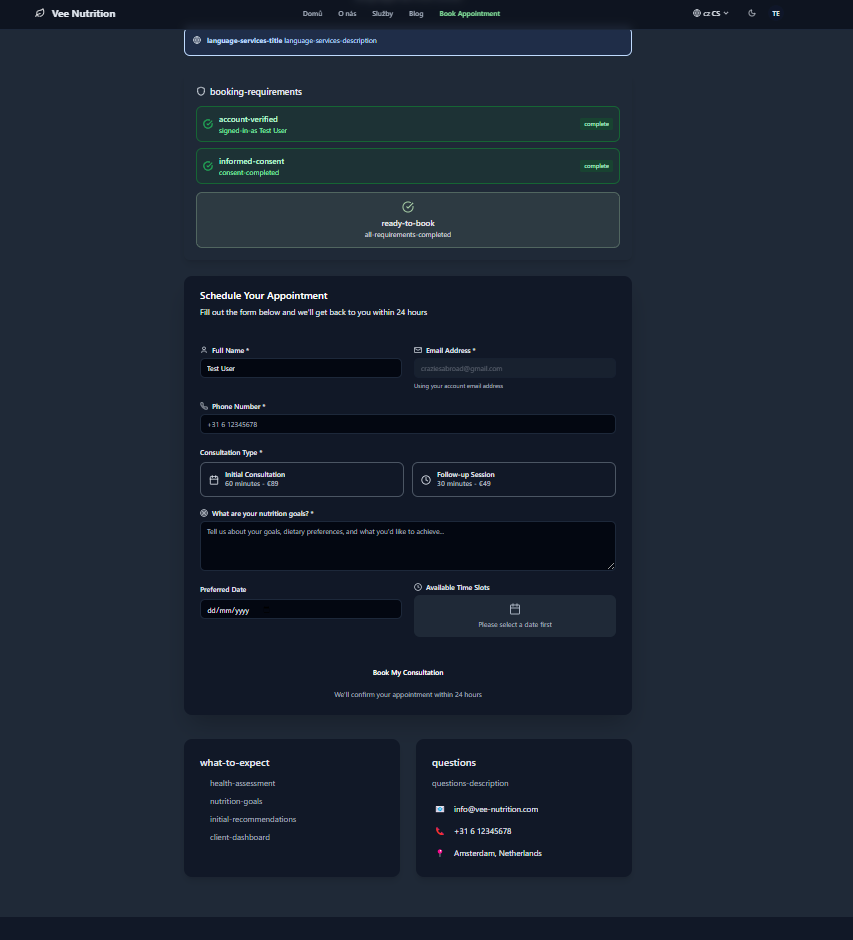 Vee Nutrition
Domů
O nás
Služby
Blog
Book Appointment
cz CS
TE
language-services-title language-services-description
booking-requirements
account-verified
signed-in-as Test User
complete
informed-consent
consent-completed
complete
ready-to-book
all-requirements-completed
Schedule Your Appointment
Fill out the form below and we'll get back to you within 24 hours
Full Name *
Test User
Email Address *
craziesabroad@gmail.com
Using your account email address
Phone Number *
+31 6 12345678
Consultation Type *
Initial Consultation
60 minutes - €89
Follow-up Session
30 minutes - €49
What are your nutrition goals? *
Tell us about your goals, dietary preferences, and what you'd like to achieve...
Preferred Date
dd/mm/yyyy
Available Time Slots
Please select a date first
Book My Consultation
We'll confirm your appointment within 24 hours
what-to-expect
health-assessment
nutrition-goals
initial-recommendations
client-dashboard
questions
questions-description
info@vee-nutrition.com
+31 6 12345678
Amsterdam, Netherlands